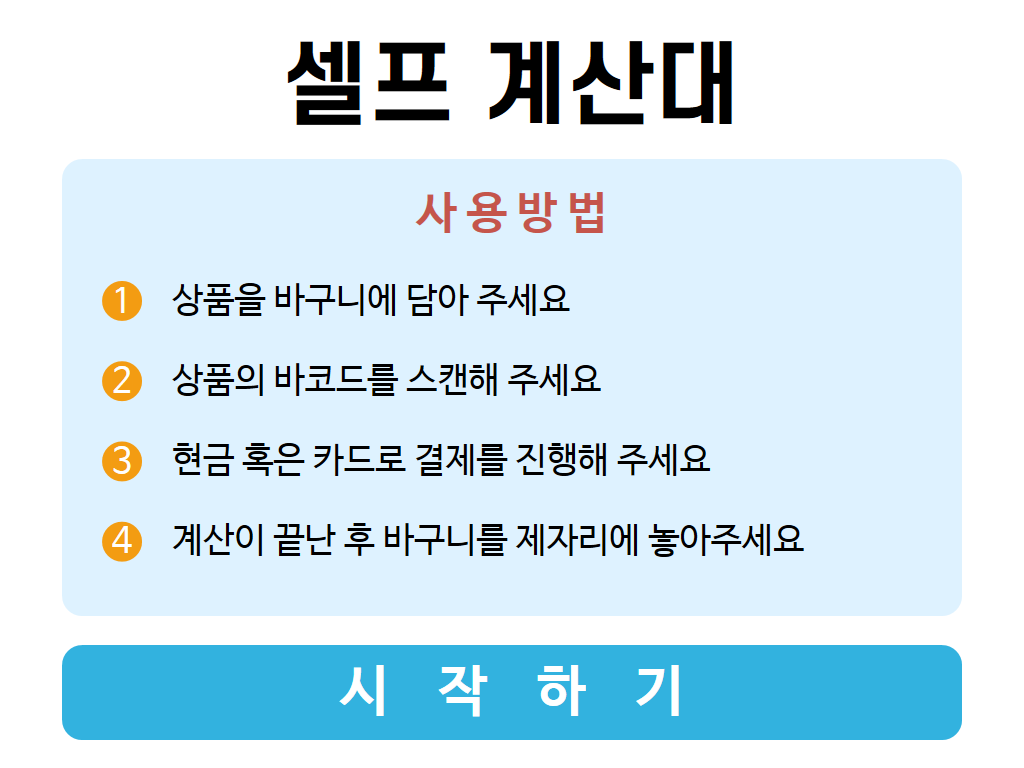 셀프 계산대
사용방법
1 상품을 바구니에 담아 주세요
2 상품의 바코드를 스캔해 주세요
3 현금 혹은 카드로 결제를 진행해 주세요
4 계산이 끝난 후 바구니를 제자리에 놓아주세요
시 작 하 기